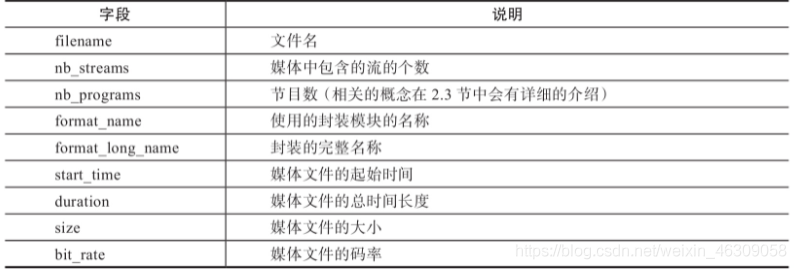 字段 说明
filename 文件名
nb_streams 媒体中包含的流的个数
nb_programs 节目数（相关的概念在 2.3 节中会有详细的介绍）
format_name 使用的封装模块的名称
format_long_name 封装的完整名称
start_time 媒体文件的起始时间
duration 媒体文件的总时间长度
size 媒体文件的大小
bit_rate 媒体文件的码率
https://blog.csdn.net/weixin_46309058